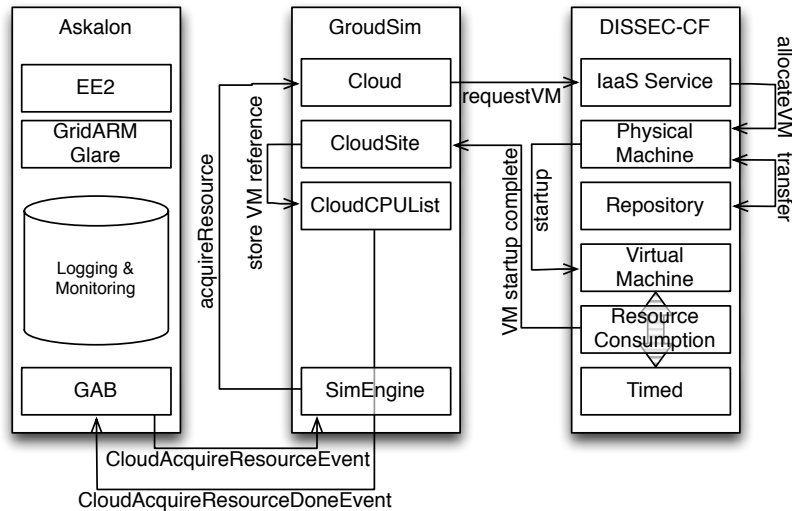 Askalon
EE2
GridARM
Glare
Logging &
Monitoring
GAB
GroudSim
Cloud
CloudSite
CloudCPUList
SimEngine
DISSEC-CF
IaaS Service
Physical
Machine
Repository
Virtual
Machine
Resource
Consumption
Timed
acquireResource
store VM reference
requestVM
VM startup complete
startup
allocateVM
transfer
CloudAcquireResourceEvent
CloudAcquireResourceDoneEvent